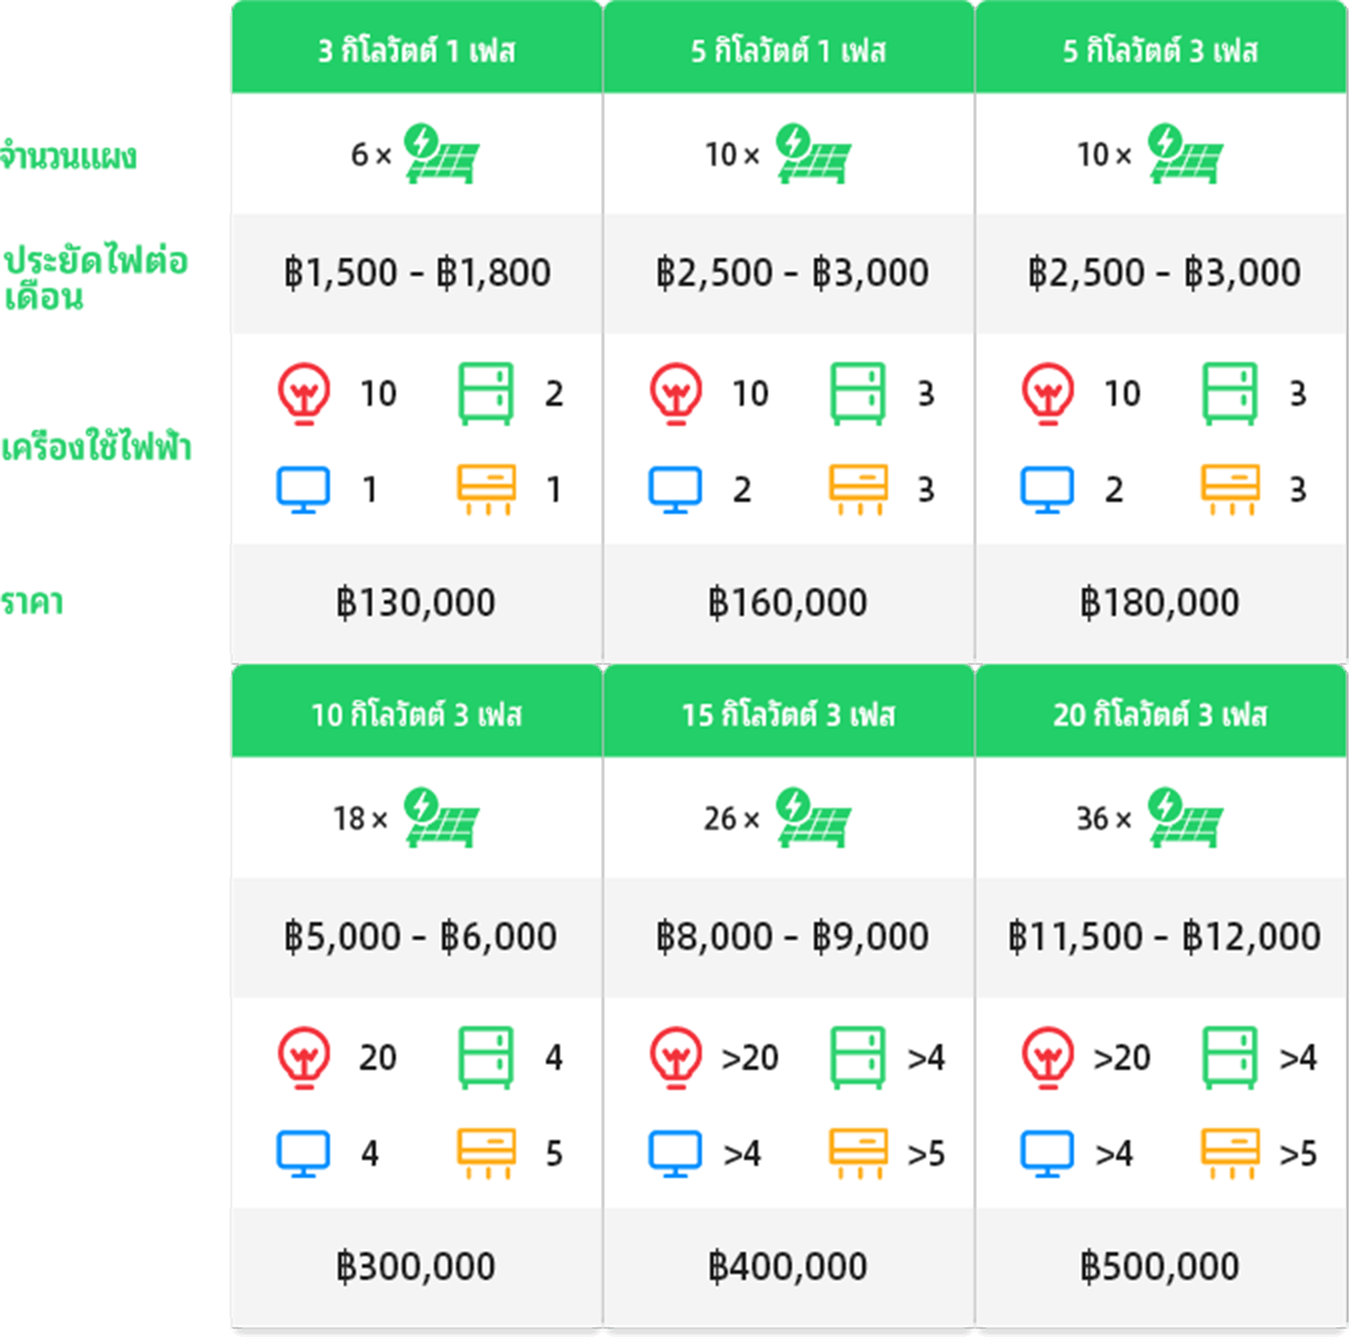 3 กิโลวัตต์ 1 เฟส
5 กิโลวัตต์ 1 เฟส
5 กิโลวัตต์ 3 เฟส
จำนวนแผง
6 ×
10 ×
10 ×
ประยัดไฟต่อ
เดือน
฿1,500 - ฿1,800
฿2,500 - ฿3,000
฿2,500 - ฿3,000
เครืองใช้ไฟฟ้า
10 2
10 3
10 3
1 1
2 3
2 3
ราคา
฿130,000
฿160,000
฿180,000
10 กิโลวัตต์ 3 เฟส
15 กิโลวัตต์ 3 เฟส
20 กิโลวัตต์ 3 เฟส
18 ×
26 ×
36 ×
฿5,000 - ฿6,000
฿8,000 - ฿9,000
฿11,500 - ฿12,000
20 4
>20 >4
>20 >4
4 5
>4 >5
>4 >5
฿300,000
฿400,000
฿500,000